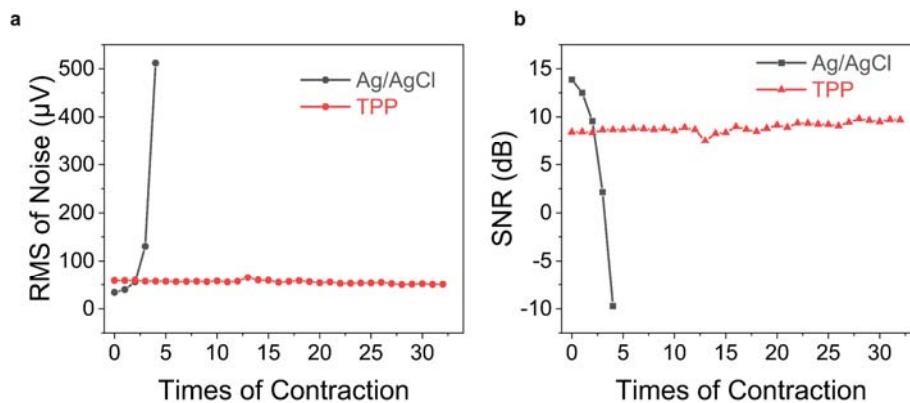 a
500
400
300
200
100
0
RMS of Noise (µV)
Ag/AgCl
TPP
0 5 10 15 20 25 30
Times of Contraction
b
15
10
5
0
-5
-10
SNR (dB)
Ag/AgCl
TPP
0 5 10 15 20 25 30
Times of Contraction